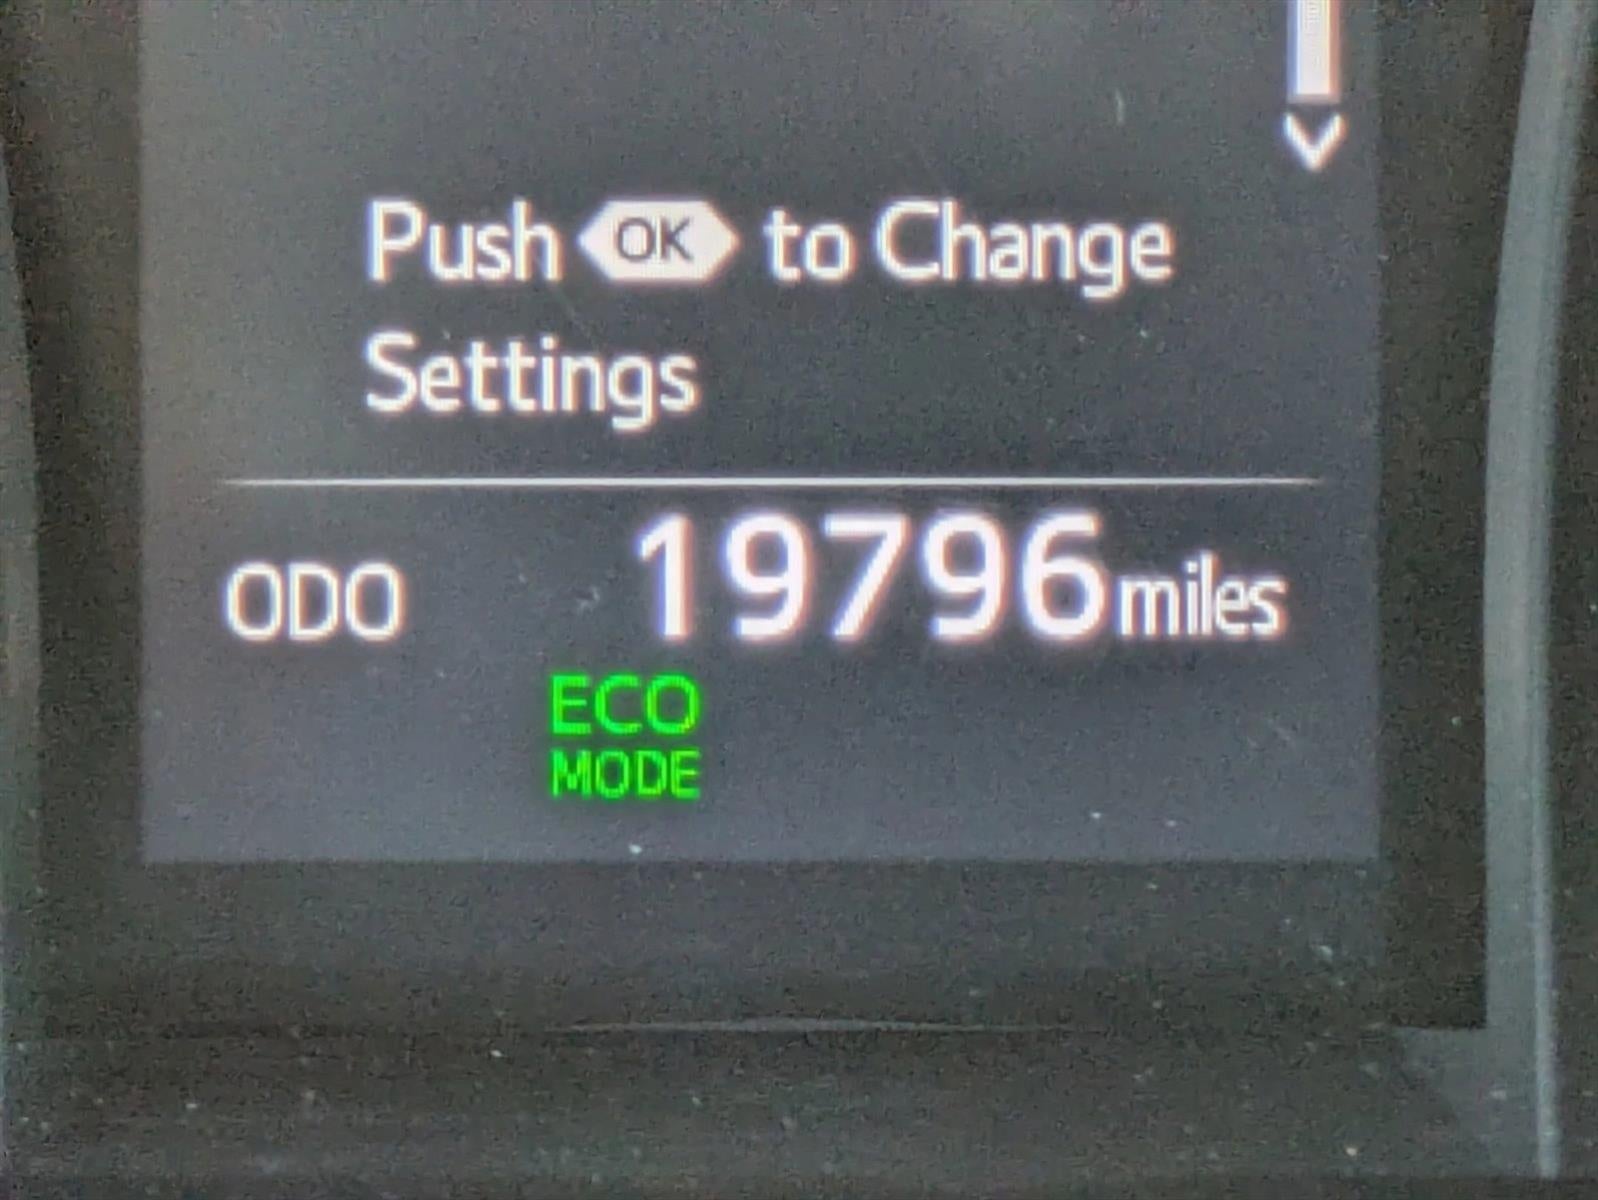 Push OK to Change
Settings
ODO 19796 miles
ECO
MODE